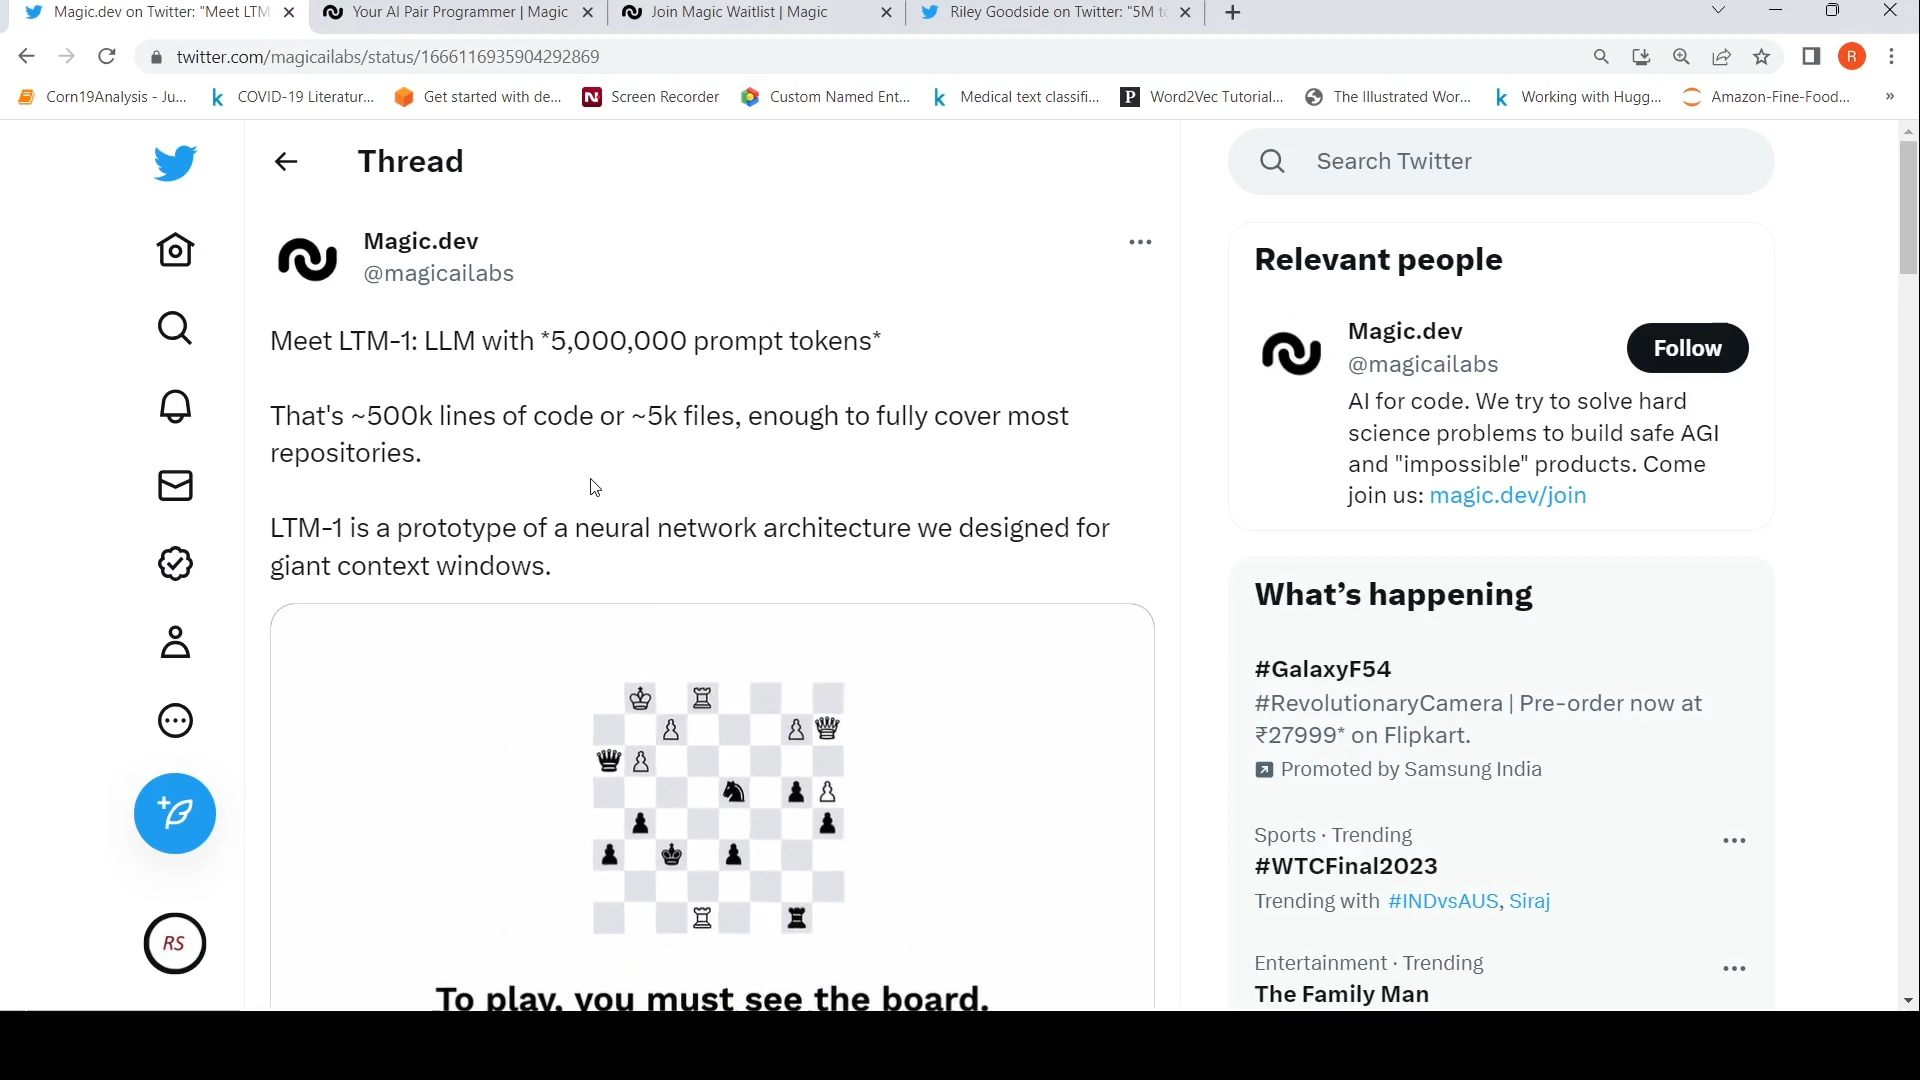 Magic.dev on Twitter: "Meet LTM
Your AI Pair Programmer | Magic
Join Magic Waitlist | Magic
Riley Goodside on Twitter: "5M to
twitter.com/magicailabs/status/1666116935904292869
R
Corn19Analysis - Ju...
COVID-19 Literatur...
Get started with de...
Screen Recorder
Custom Named Ent...
Medical text classifi...
Word2Vec Tutorial...
The Illustrated Wor...
Working with Hugg...
Amazon-Fine-Food...
»
Thread
Search Twitter
Magic.dev
@magicailabs
Meet LTM-1: LLM with *5,000,000 prompt tokens*
That's ~500k lines of code or ~5k files, enough to fully cover most
repositories.
LTM-1 is a prototype of a neural network architecture we designed for
giant context windows.
To play, you must see the board.
Relevant people
Magic.dev
@magicailabs
Follow
AI for code. We try to solve hard
science problems to build safe AGI
and "impossible" products. Come
join us: magic.dev/join
What's happening
#GalaxyF54
#RevolutionaryCamera | Pre-order now at
₹27999* on Flipkart.
Promoted by Samsung India
Sports · Trending
#WTCFinal2023
Trending with #INDvsAUS, Siraj
Entertainment · Trending
The Family Man
RS